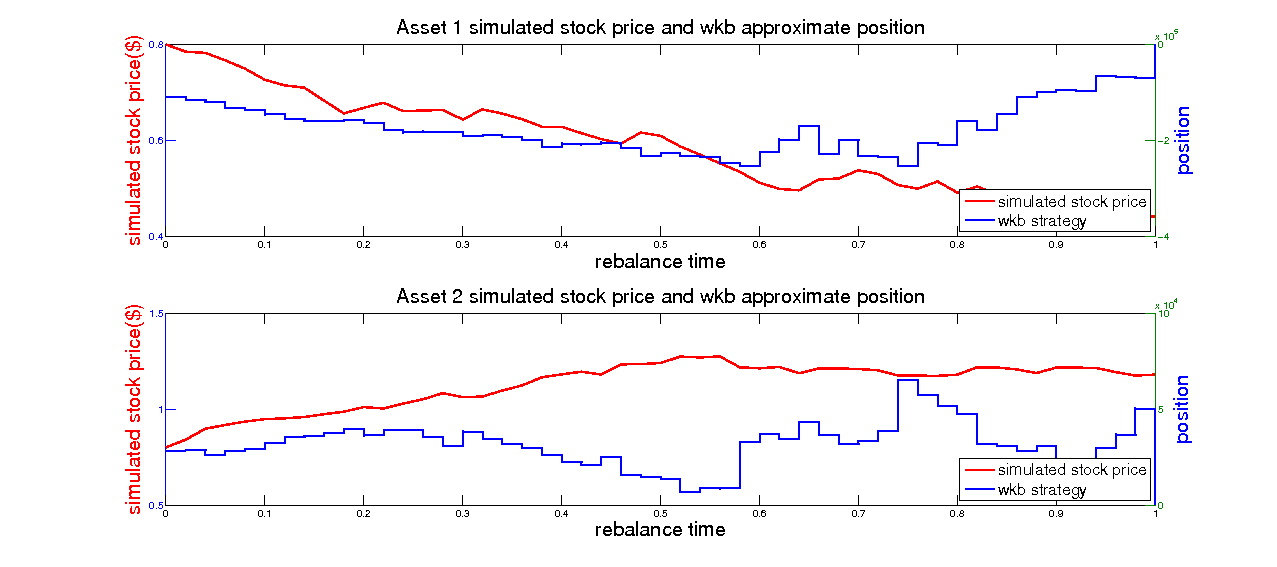 Asset 1 simulated stock price and wkb approximate position
x 10^5
simulated stock price($)
0.8
0.6
0.4
0
−2
−4
position
simulated stock price
wkb strategy
0 0.1 0.2 0.3 0.4 0.5 0.6 0.7 0.8 0.9 1
rebalance time
Asset 2 simulated stock price and wkb approximate position
x 10^4
simulated stock price($)
1.5
1
0.5
10
5
0
position
simulated stock price
wkb strategy
0 0.1 0.2 0.3 0.4 0.5 0.6 0.7 0.8 0.9 1
rebalance time